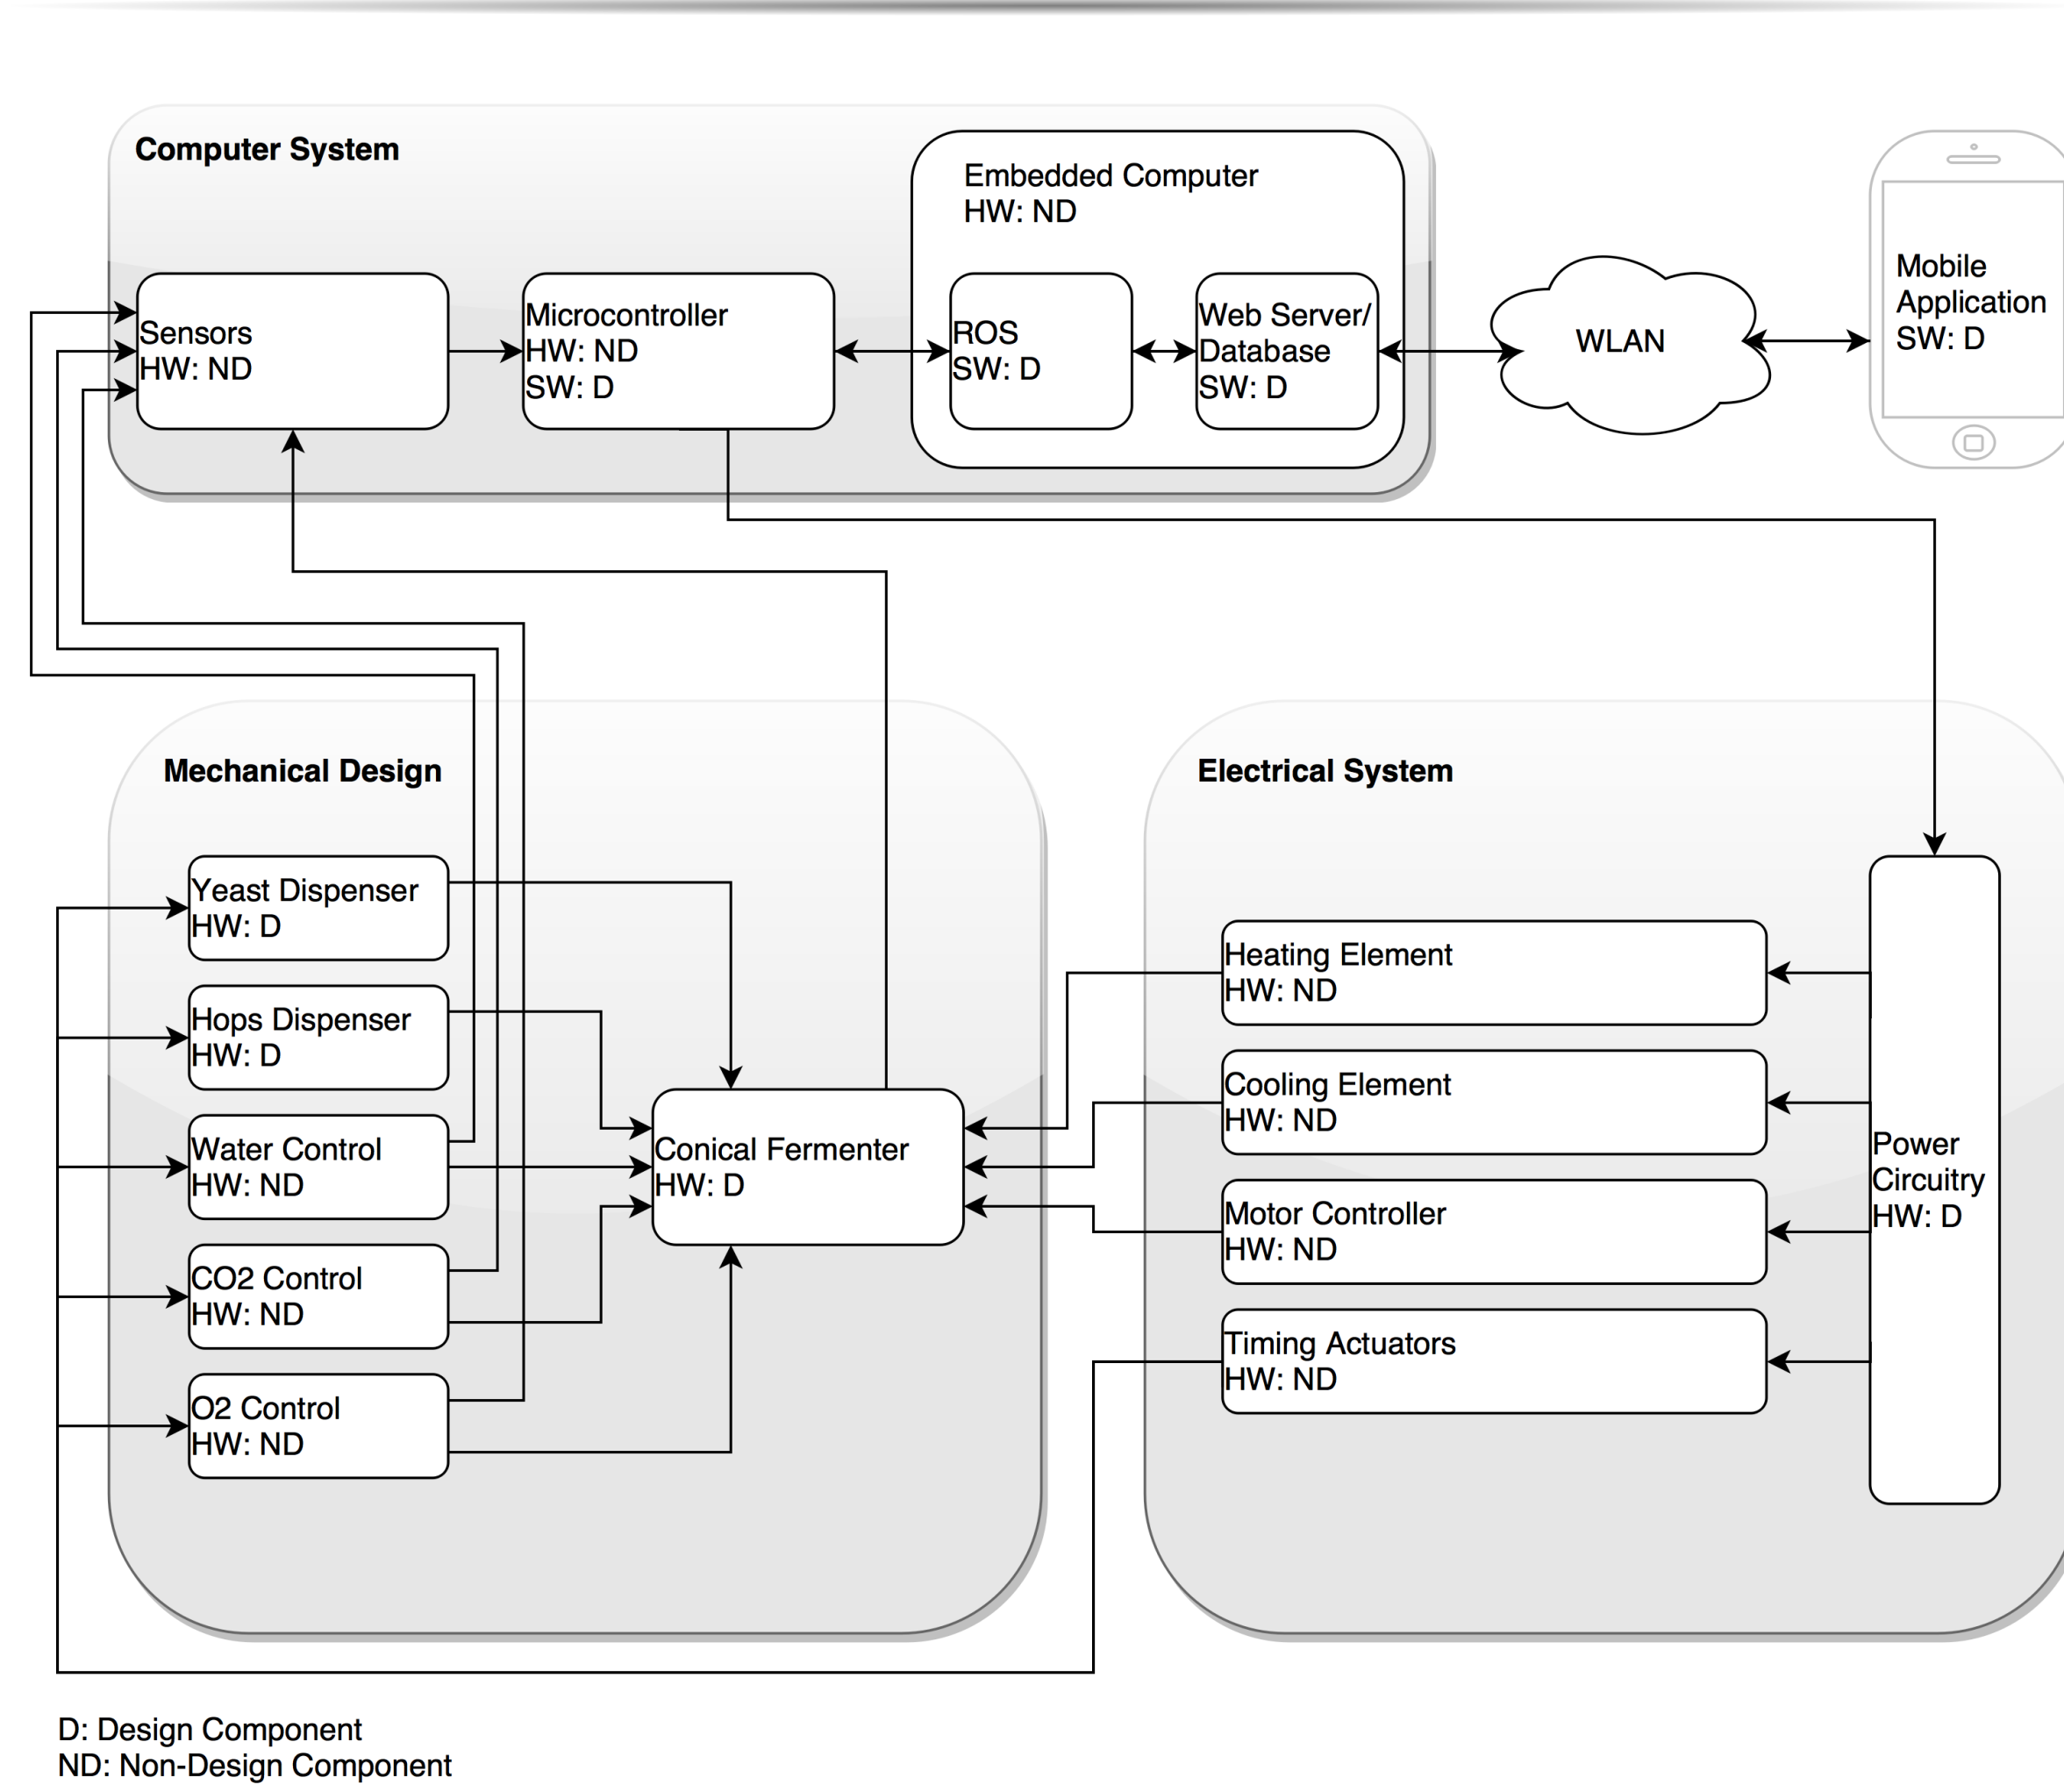 Computer System
Embedded Computer
HW: ND
Sensors
HW: ND
Microcontroller
HW: ND
SW: D
ROS
SW: D
Web Server/
Database
SW: D
WLAN
Mobile
Application
SW: D
Mechanical Design
Yeast Dispenser
HW: D
Hops Dispenser
HW: D
Water Control
HW: ND
CO2 Control
HW: ND
O2 Control
HW: ND
Conical Fermenter
HW: D
Electrical System
Heating Element
HW: ND
Cooling Element
HW: ND
Motor Controller
HW: ND
Timing Actuators
HW: ND
Power
Circuitry
HW: D
D: Design Component
ND: Non-Design Component